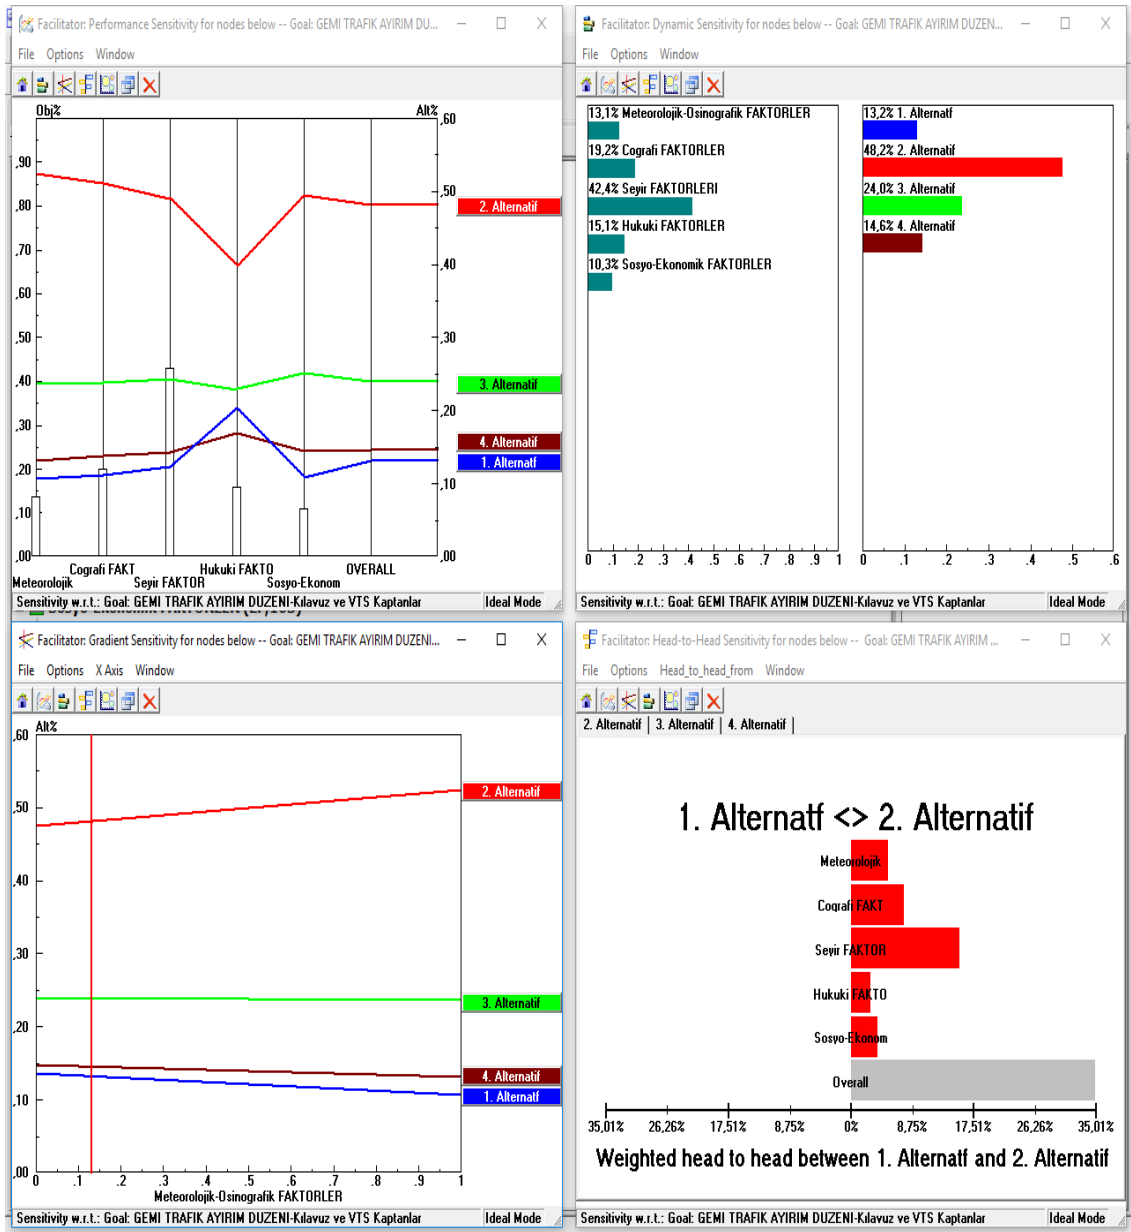 Facilitator: Performance Sensitivity for nodes below -- Goal: GEMI TRAFIK AYIRIM DU...
File Options Window
Obj% Alt%
,90
,80
,70
,60
,50
,40
,30
,20
,10
,00
,60
,50
,40
,30
,20
,10
,00
2. Alternatif
3. Alternatif
4. Alternatif
1. Alternatf
Cografi FAKT Hukuki FAKTO OVERALL
Meteorolojik Seyir FAKTOR Sosyo-Ekonom
Sensitivity w.r.t.: Goal: GEMI TRAFIK AYIRIM DUZENI-Kılavuz ve VTS Kaptanlar Ideal Mode
Facilitator: Dynamic Sensitivity for nodes below -- Goal: GEMI TRAFIK AYIRIM DUZENI...
File Options Window
13,1% Meteorolojik-Osinografik FAKTORLER
19,2% Cografi FAKTORLER
42,4% Seyir FAKTORLERI
15,1% Hukuki FAKTORLER
10,3% Sosyo-Ekonomik FAKTORLER
0 .1 .2 .3 .4 .5 .6 .7 .8 .9 1
13,2% 1. Alternatf
48,2% 2. Alternatif
24,0% 3. Alternatif
14,6% 4. Alternatif
0 .1 .2 .3 .4 .5 .6
Sensitivity w.r.t.: Goal: GEMI TRAFIK AYIRIM DUZENI-Kılavuz ve VTS Kaptanlar Ideal Mode
Facilitator: Gradient Sensitivity for nodes below -- Goal: GEMI TRAFIK AYIRIM DUZENI...
File Options X Axis Window
Alt%
,60
,50
,40
,30
,20
,10
,00
2. Alternatif
3. Alternatif
4. Alternatif
1. Alternatf
0 .1 .2 .3 .4 .5 .6 .7 .8 .9 1
Meteorolojik-Osinografik FAKTORLER
Sensitivity w.r.t.: Goal: GEMI TRAFIK AYIRIM DUZENI-Kılavuz ve VTS Kaptanlar Ideal Mode
Facilitator: Head-to-Head Sensitivity for nodes below -- Goal: GEMI TRAFIK AYIRIM ...
File Options Head_to_head_from Window
2. Alternatif | 3. Alternatif | 4. Alternatif |
1. Alternatf <> 2. Alternatif
Meteorolojik
Cografi FAKT
Seyir FAKTOR
Hukuki FAKTO
Sosyo-Ekonom
Overall
35,01% 26,26% 17,51% 8,75% 0% 8,75% 17,51% 26,26% 35,01%
Weighted head to head between 1. Alternatf and 2. Alternatif
Sensitivity w.r.t.: Goal: GEMI TRAFIK AYIRIM DUZENI-Kılavuz ve VTS Kaptanlar Ideal Mode